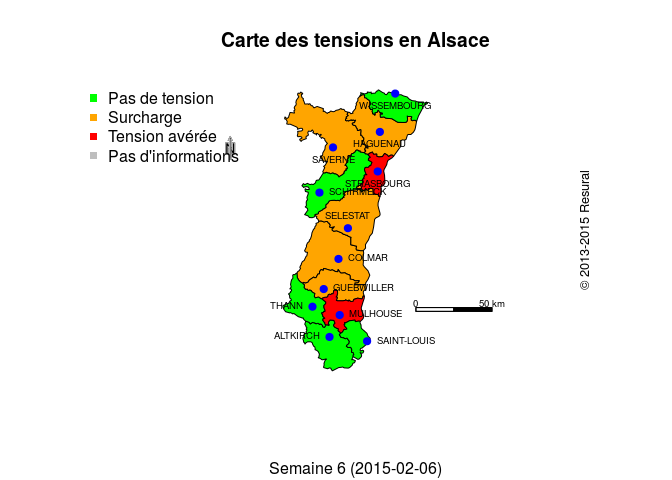 Carte des tensions en Alsace
Pas de tension
Surcharge
Tension avérée
Pas d'informations
WISSEMBOURG
HAGUENAU
SAVERNE
STRASBOURG
SCHIRMECK
SELESTAT
COLMAR
GUEBWILLER
THANN
MULHOUSE
ALTKIRCH
SAINT-LOUIS
0 50 km
© 2013-2015 Resural
Semaine 6 (2015-02-06)